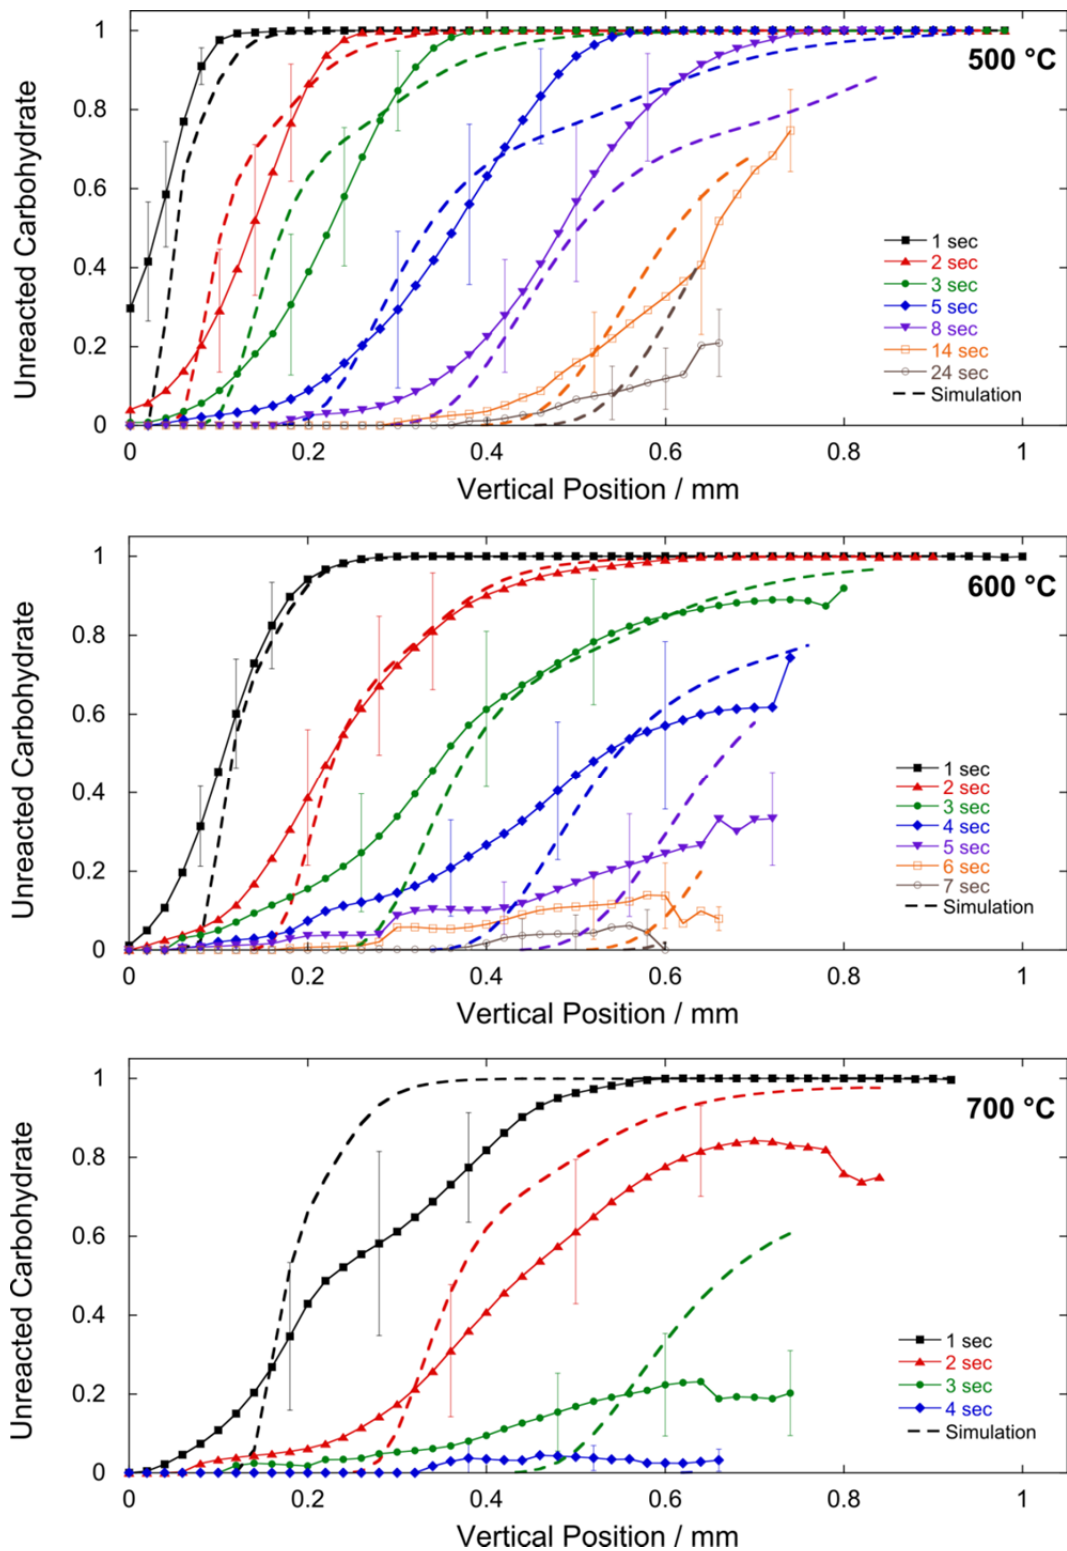 500 °C
Unreacted Carbohydrate
1
0.8
0.6
0.4
0.2
0
1 sec
2 sec
3 sec
5 sec
8 sec
14 sec
24 sec
Simulation
0 0.2 0.4 0.6 0.8 1
Vertical Position / mm
600 °C
Unreacted Carbohydrate
1
0.8
0.6
0.4
0.2
0
1 sec
2 sec
3 sec
4 sec
5 sec
6 sec
7 sec
Simulation
0 0.2 0.4 0.6 0.8 1
Vertical Position / mm
700 °C
Unreacted Carbohydrate
1
0.8
0.6
0.4
0.2
0
1 sec
2 sec
3 sec
4 sec
Simulation
0 0.2 0.4 0.6 0.8 1
Vertical Position / mm